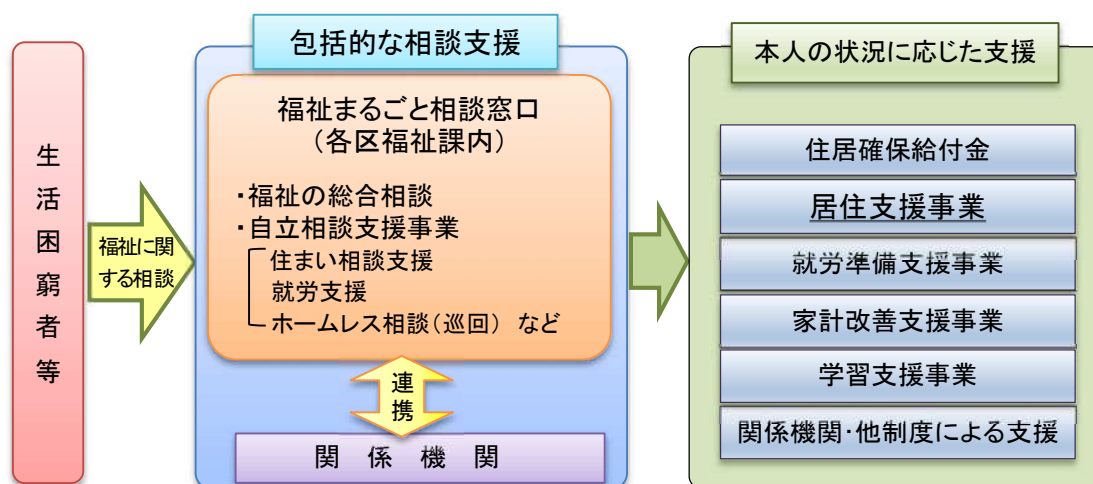 生活困窮者等
福祉に関
する相談
包括的な相談支援
福祉まるごと相談窓口
（各区福祉課内）
・福祉の総合相談
・自立相談支援事業
住まい相談支援
就労支援
ホームレス相談（巡回） など
連携
関係機関
本人の状況に応じた支援
住居確保給付金
居住支援事業
就労準備支援事業
家計改善支援事業
学習支援事業
関係機関・他制度による支援